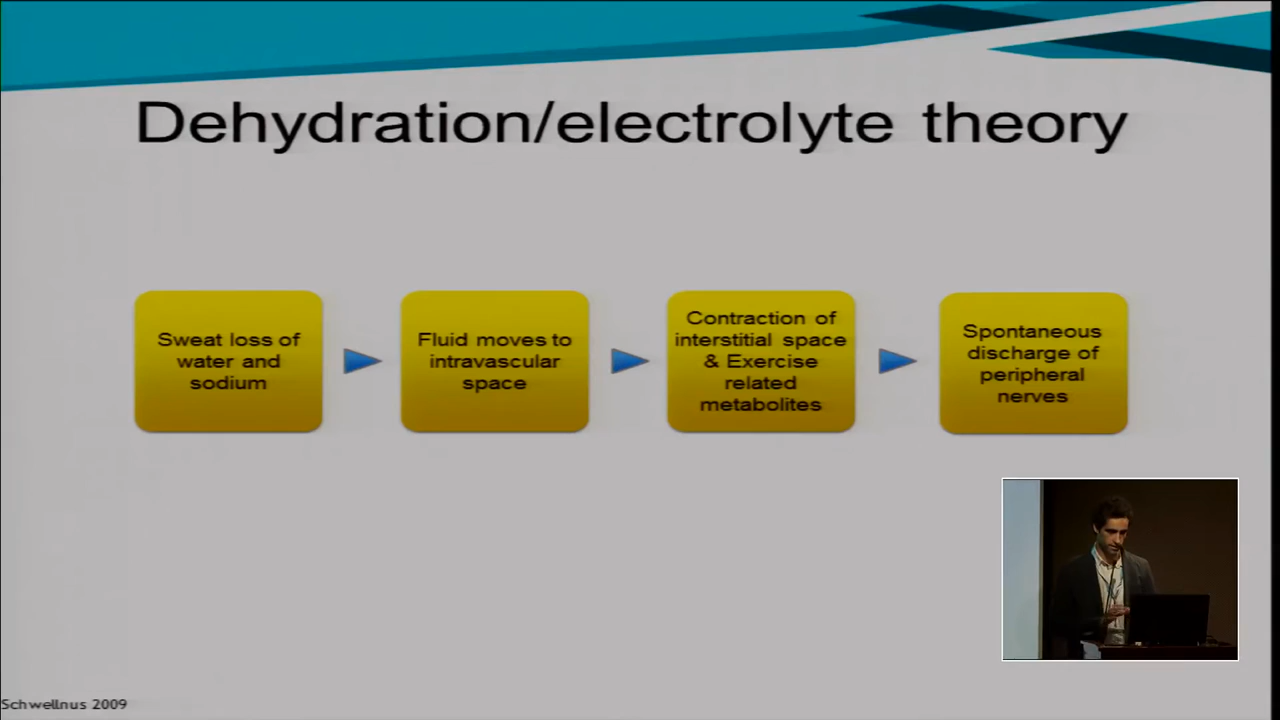 Dehydration/electrolyte theory
Sweat loss of
water and
sodium
Fluid moves to
intravascular
space
Contraction of
interstitial space
& Exercise
related
metabolites
Spontaneous
discharge of
peripheral
nerves
Schwellnus 2009